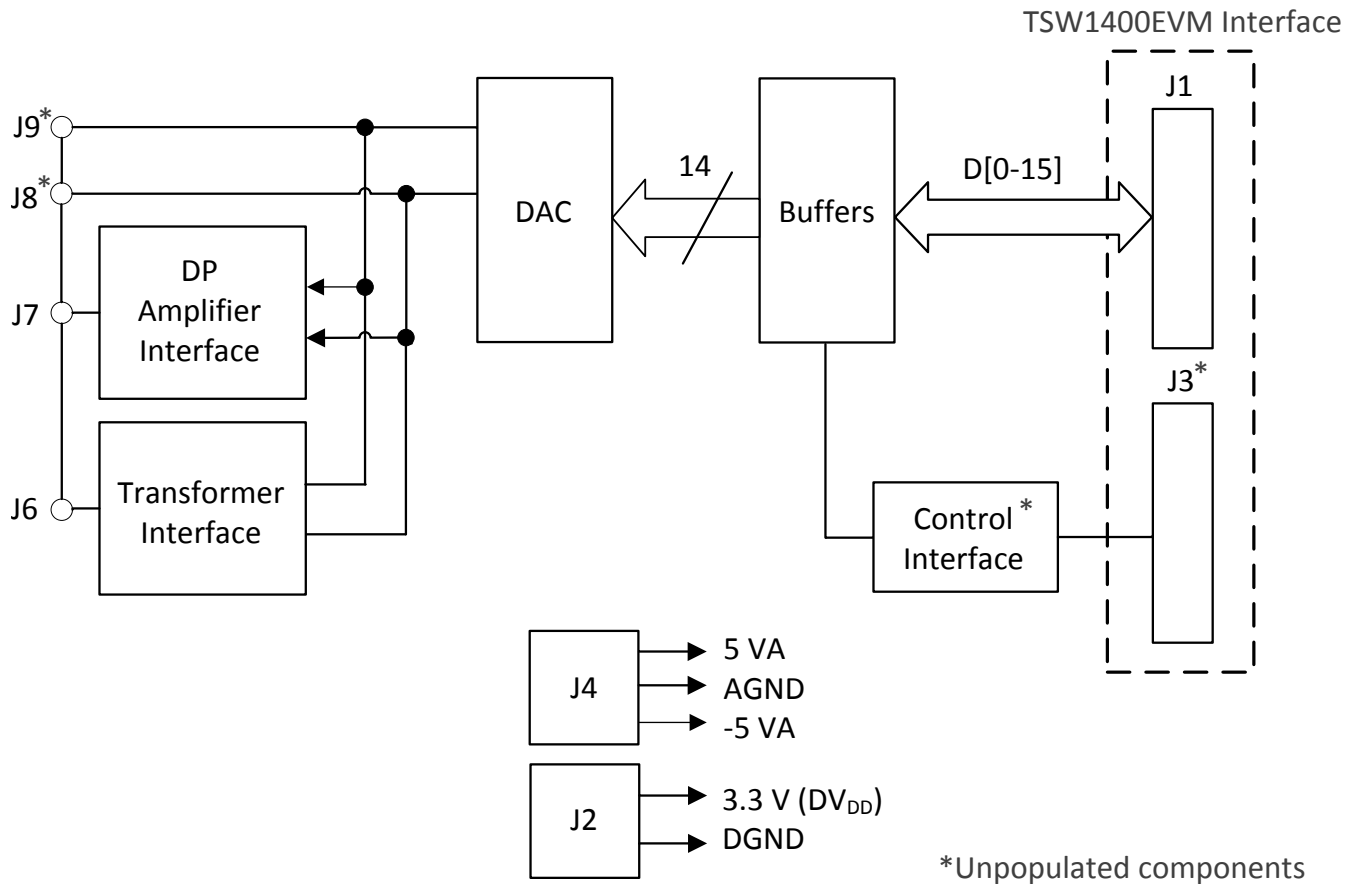 TSW1400EVM Interface
J1
J9*
J8*
J7
J6
DP
Amplifier
Interface
Transformer
Interface
DAC
14
Buffers
D[0-15]
J3*
Control *
Interface
J4
5 VA
AGND
-5 VA
J2
3.3 V (DVDD)
DGND
*Unpopulated components